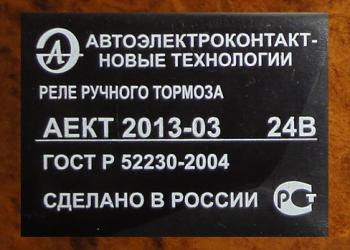 АВТОЭЛЕКТРОКОНТАКТ-
НОВЫЕ ТЕХНОЛОГИИ
РЕЛЕ РУЧНОГО ТОРМОЗА
АЕКТ 2013-03 24В
ГОСТ Р 52230-2004
СДЕЛАНО В РОССИИ